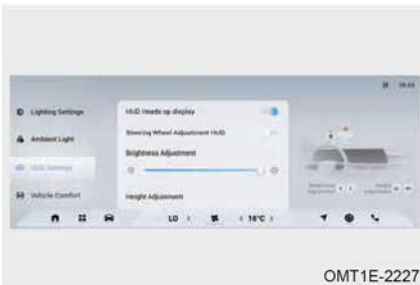 Lighting Settings
Ambient Light
HUD Settings
Vehicle Comfort
HUD Heads up display
Steering Wheel Adjustment HUD
Brightness Adjustment
Height Adjustment
LO
16°C
OMT1E-2227